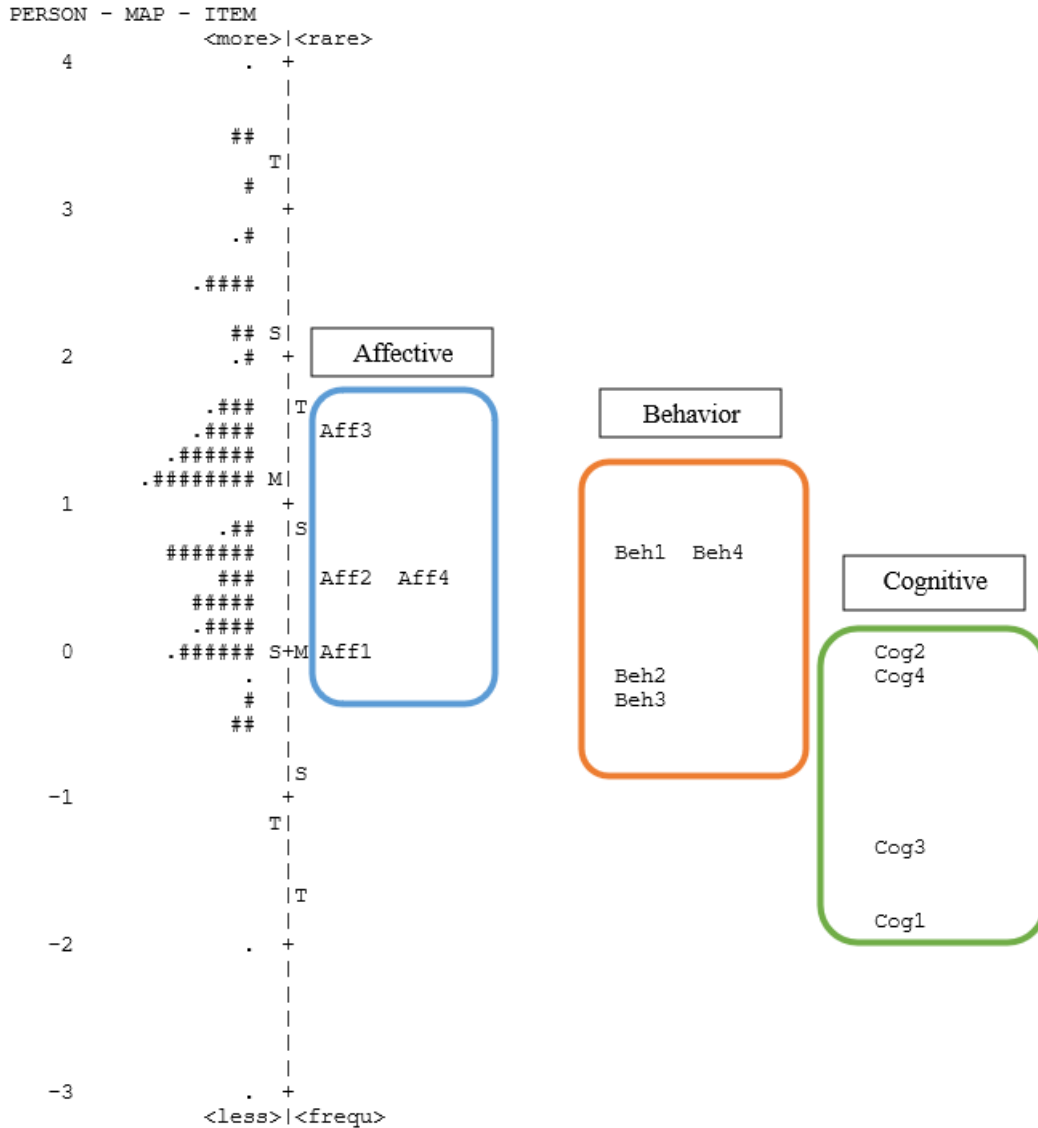 PERSON - MAP - ITEM
<more>|<rare>
4 . +
|
|
## |
T|
# |
3 +
.# |
|
.#### |
|
## S|
2 .# + Affective
|
.### |T
.#### | Aff3 Behavior
.###### |
.######## M|
1 +
.## |S
####### | Beh1 Beh4
### | Aff2 Aff4 Cognitive
##### |
.#### |
0 .###### S+M Aff1 Cog2
. | Beh2 Cog4
# | Beh3
## |
|
|S
-1 +
T|
| Cog3
|
|T
| Cog1
-2 . +
|
|
|
|
|
-3 . +
<less>|<frequ>